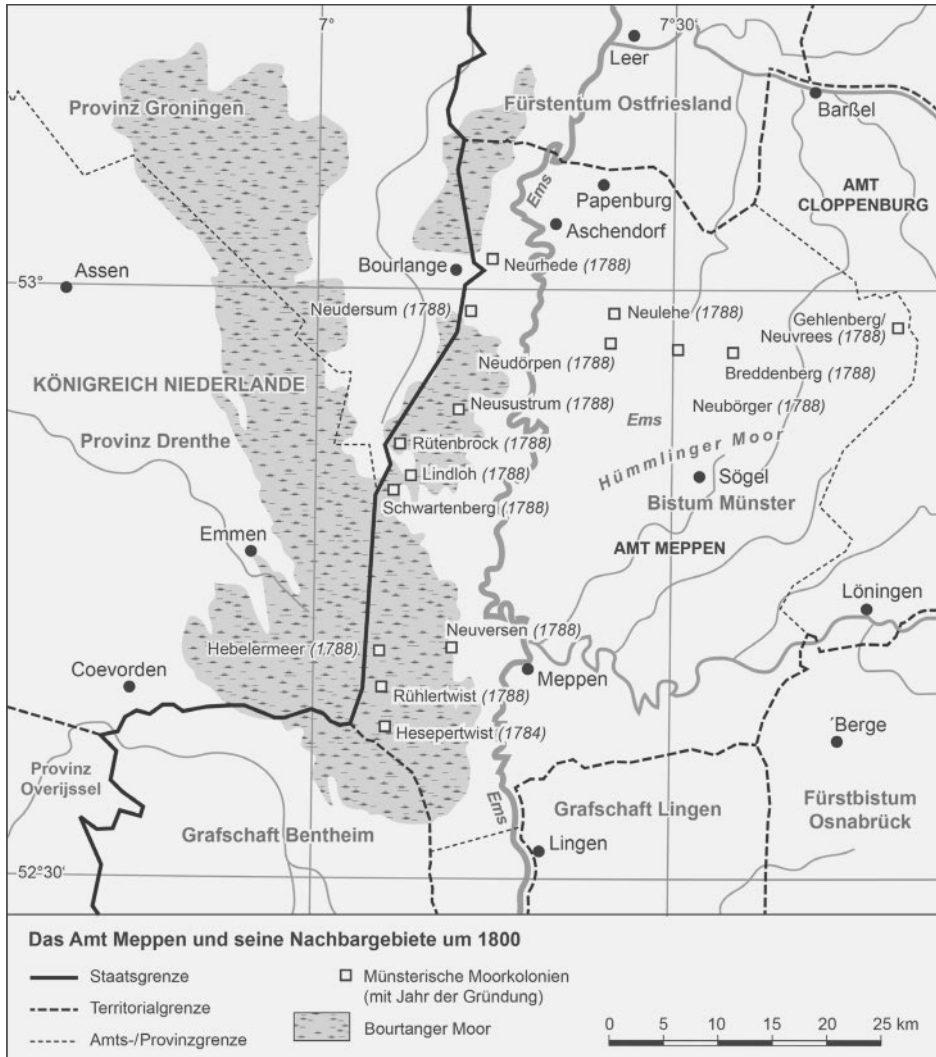 7°
7°30'
Leer
Provinz Groningen
Fürstentum Ostfriesland
Barßel
Ems
Papenburg
AMT
CLOPPENBURG
Aschendorf
Assen
Bourlange
Neurhede (1788)
53°
Neudersum (1788)
Neulehe (1788)
Gehlenberg/
Neuvrees (1788)
Neudörpen (1788)
Breddenberg (1788)
KÖNIGREICH NIEDERLANDE
Neusustrum (1788)
Neubörger (1788)
Ems
Provinz Drenthe
Rütenbrock (1788)
Hümmlinger Moor
Lindloh (1788)
Sögel
Schwartenberg (1788)
Bistum Münster
Emmen
AMT MEPPEN
Löningen
Neuversen (1788)
Hebelermeer (1788)
Coevorden
Meppen
Rühlertwist (1788)
Hesepertwist (1784)
´Berge
Provinz
Overijssel
Ems
Grafschaft Bentheim
Grafschaft Lingen
Fürstbistum
Osnabrück
Lingen
52°30'
Das Amt Meppen und seine Nachbargebiete um 1800
Staatsgrenze
Territorialgrenze
Amts-/Provinzgrenze
Münsterische Moorkolonien
(mit Jahr der Gründung)
Bourtanger Moor
0 5 10 15 20 25 km